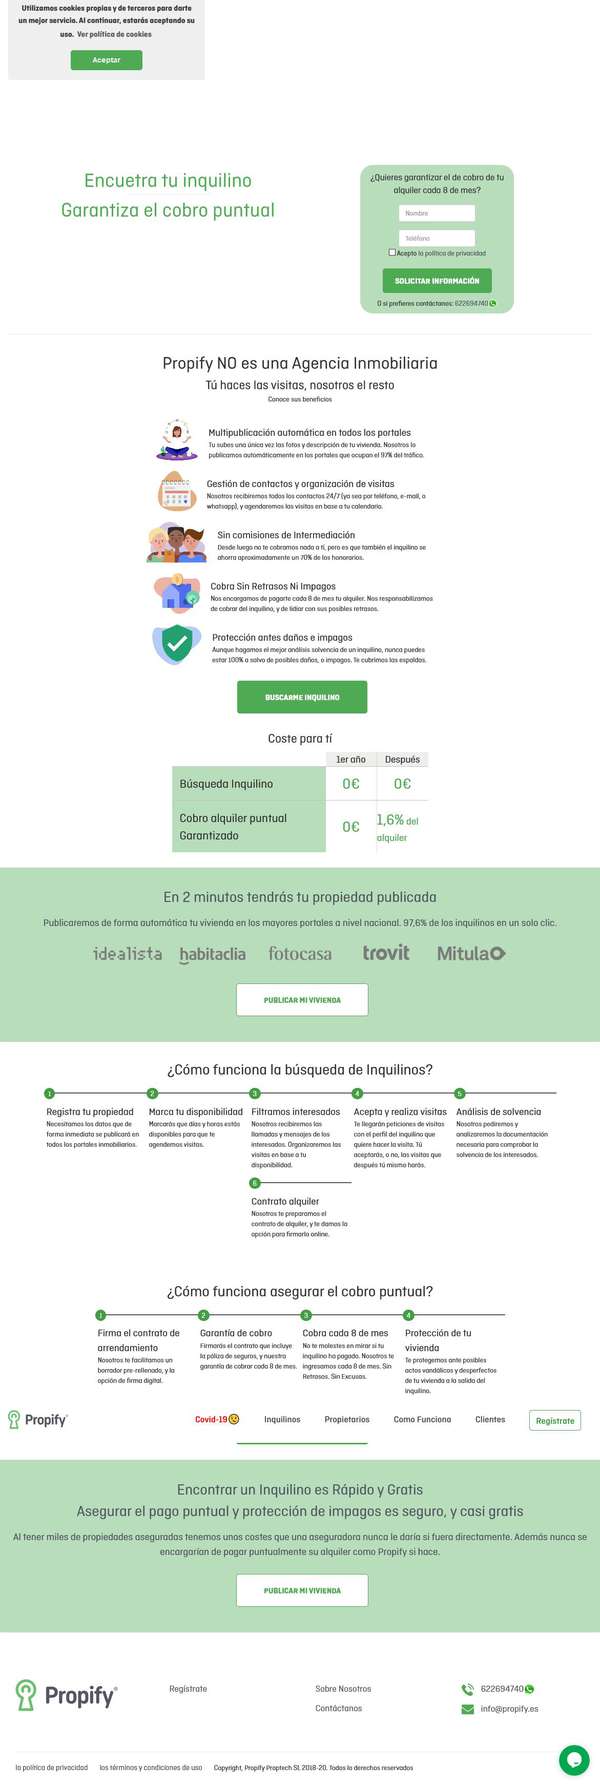 Utilizamos cookies propias y de terceros para darte
un mejor servicio. Al continuar, estarás aceptando su
uso. Ver política de cookies
Aceptar
Encuetra tu inquilino
Garantiza el cobro puntual
¿Quieres garantizar el de cobro de tu
alquiler cada 8 de mes?
Nombre
Teléfono
Acepto la política de privacidad
SOLICITAR INFORMACIÓN
O si prefieres contáctanos: 622694740
Propify NO es una Agencia Inmobiliaria
Tú haces las visitas, nosotros el resto
Conoce sus beneficios
Multipublicación automática en todos los portales
Tu subes una única vez las fotos y descripción de tu vivienda. Nosotros lo
publicamos automáticamente en los portales que ocupan el 97% del tráfico.
Gestión de contactos y organización de visitas
Nosotros recibiremos todos los contactos 24/7 (ya sea por teléfono, e-mail, o
whatsapp), y agendaremos las visitas en base a tu calendario.
Sin comisiones de Intermediación
Desde luego no te cobramos nada a tí, pero es que también el inquilino se
ahorra aproximadamente un 70% de los honorarios.
Cobra Sin Retrasos Ni Impagos
Nos encargamos de pagarte cada 8 de mes tu alquiler. Nos responsabilizamos
de cobrar del inquilino, y de lidiar con sus posibles retrasos.
Protección antes daños e impagos
Aunque hagamos el mejor análisis solvencia de un inquilino, nunca puedes
estar 100% a salvo de posibles daños, o impagos. Te cubrimos las espaldas.
BUSCARME INQUILINO
Coste para tí
1er año Después
Búsqueda Inquilino 0€ 0€
Cobro alquiler puntual
Garantizado 0€ 1,6% del
alquiler
En 2 minutos tendrás tu propiedad publicada
Publicaremos de forma automática tu vivienda en los mayores portales a nivel nacional. 97,6% de los inquilinos en un solo clic.
idealista habitaclia fotocasa trovit Mitula
PUBLICAR MI VIVIENDA
¿Cómo funciona la búsqueda de Inquilinos?
1
Registra tu propiedad
Necesitamos los datos que de
forma inmediata se publicará en
todos los portales inmobiliarios.
2
Marca tu disponibilidad
Marcarás que días y horas estás
disponibles para que te
agendemos visitas.
3
Filtramos interesados
Nosotros recibiremos las
llamadas y mensajes de los
interesados. Organizaremos las
visitas en base a tu
disponibilidad.
4
Acepta y realiza visitas
Te llegarán peticiones de visitas
con el perfil del inquilino que
quiere hacer la visita. Tú
aceptarás, o no, las visitas que
después tú mismo harás.
5
Análisis de solvencia
Nosotros pediremos y
analizaremos la documentación
necesaria para comprobar la
solvencia de los interesados.
6
Contrato alquiler
Nosotros te preparamos el
contrato de alquiler, y te damos la
opción para firmarlo online.
¿Cómo funciona asegurar el cobro puntual?
1
Firma el contrato de
arrendamiento
Nosotros te facilitamos un
borrador pre-rellenado, y la
opción de firma digital.
2
Garantía de cobro
Firmarás el contrato que incluye
la póliza de seguros, y nuestra
garantía de cobrar cada 8 de mes.
3
Cobra cada 8 de mes
No te molestes en mirar si tu
inquilino ha pagado. Nosotros te
ingresamos cada 8 de mes. Sin
Retrasos. Sin Excusas.
4
Protección de tu
vivienda
Te protegemos ante posibles
actos vandálicos y desperfectos
de tu vivienda a la salida del
inquilino.
Propify Covid-19 Inquilinos Propietarios Como Funciona Clientes Regístrate
Encontrar un Inquilino es Rápido y Gratis
Asegurar el pago puntual y protección de impagos es seguro, y casi gratis
Al tener miles de propiedades aseguradas tenemos unos costes que una aseguradora nunca le daría si fuera directamente. Además nunca se
encargarían de pagar puntualmente su alquiler como Propify si hace.
PUBLICAR MI VIVIENDA
Propify® Regístrate Sobre Nosotros 622694740
Contáctanos info@propify.es
la política de privacidad los términos y condiciones de uso Copyright, Propify Proptech SL 2018-20. Todos lo derechos reservados